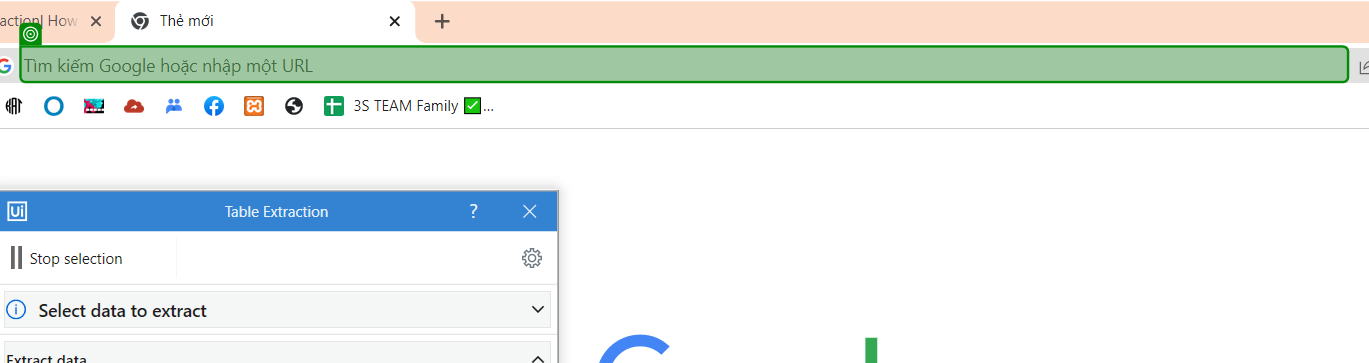 action| How
Thẻ mới
Tìm kiếm Google hoặc nhập một URL
3S TEAM Family ✅...
Ui Table Extraction ?
Stop selection
Select data to extract
Extract data